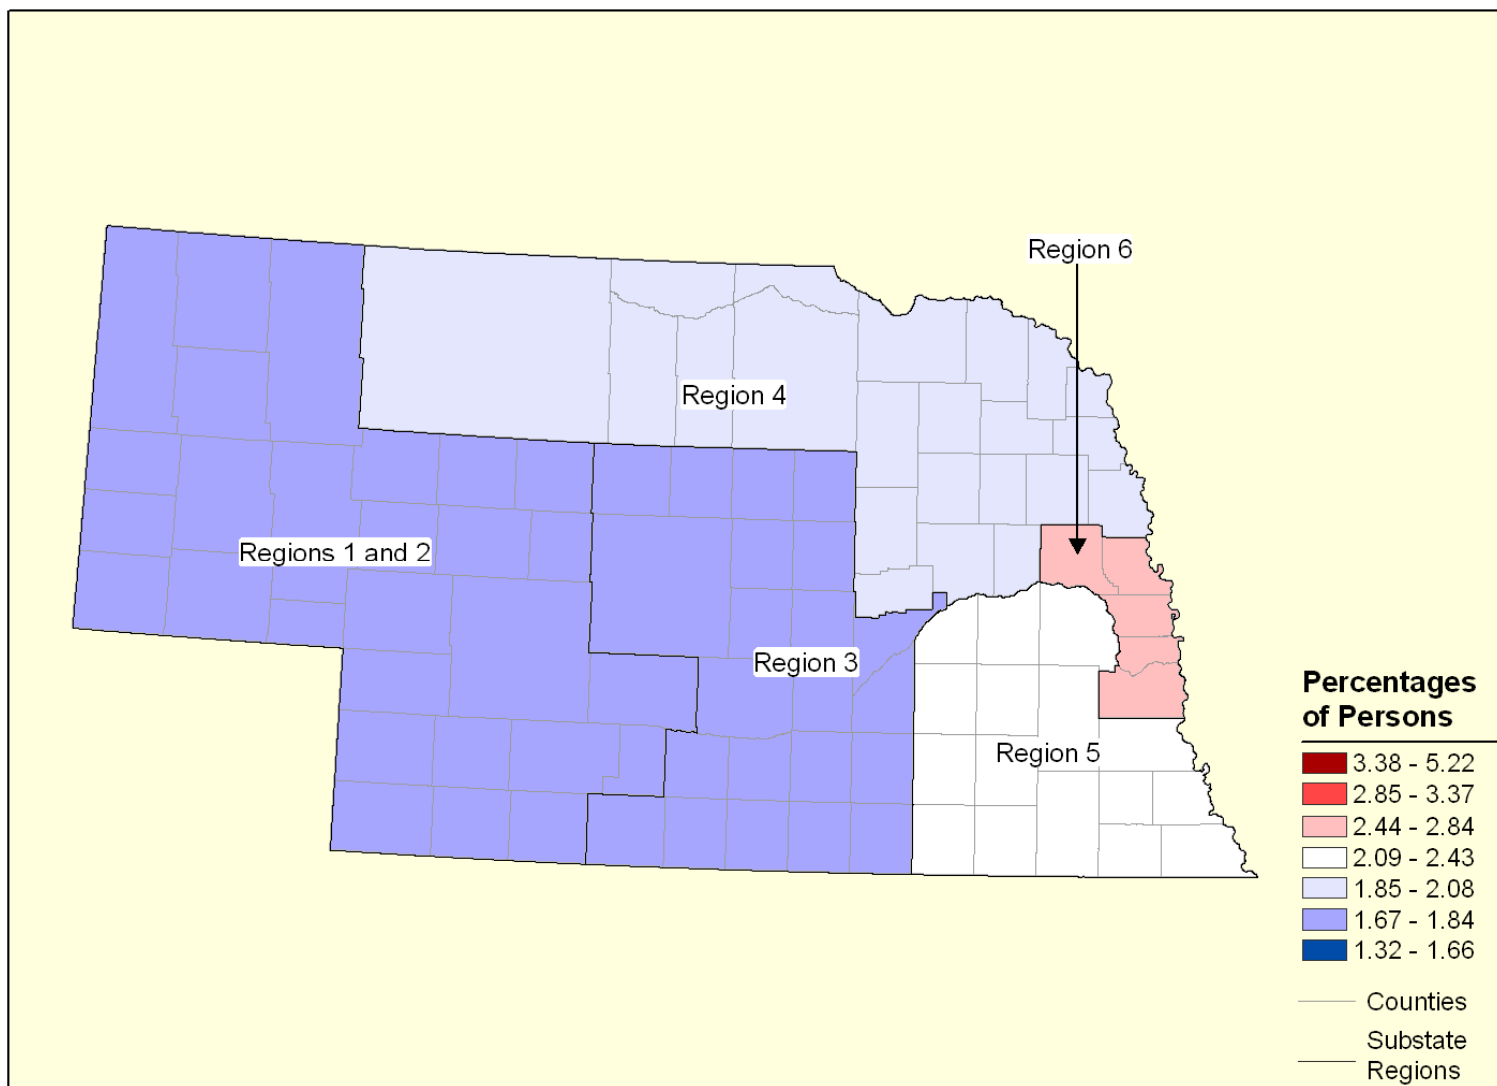 Region 6
Region 4
Regions 1 and 2
Region 3
Region 5
Percentages
of Persons
3.38 - 5.22
2.85 - 3.37
2.44 - 2.84
2.09 - 2.43
1.85 - 2.08
1.67 - 1.84
1.32 - 1.66
Counties
Substate
Regions